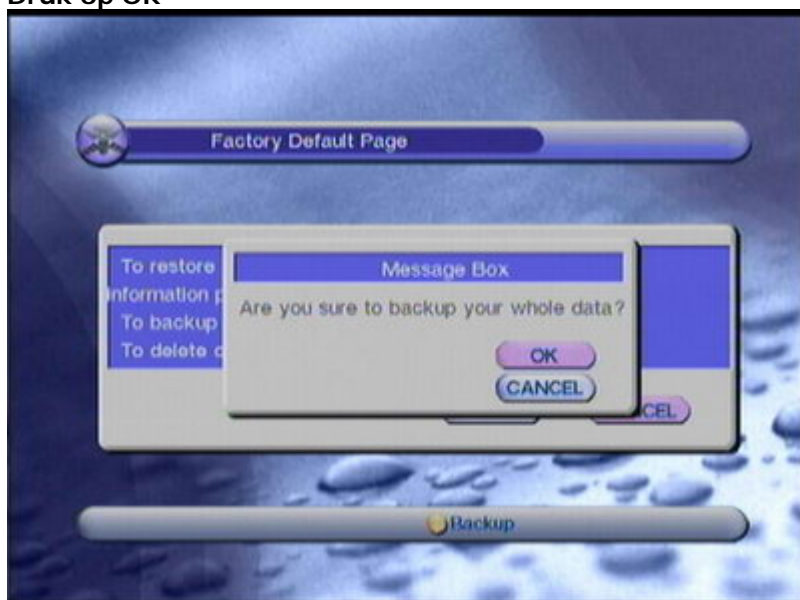 Druk op OK
Factory Default Page
To restore
information p
To backup
To delete c
Message Box
Are you sure to backup your whole data?
OK
CANCEL
CEL
Backup